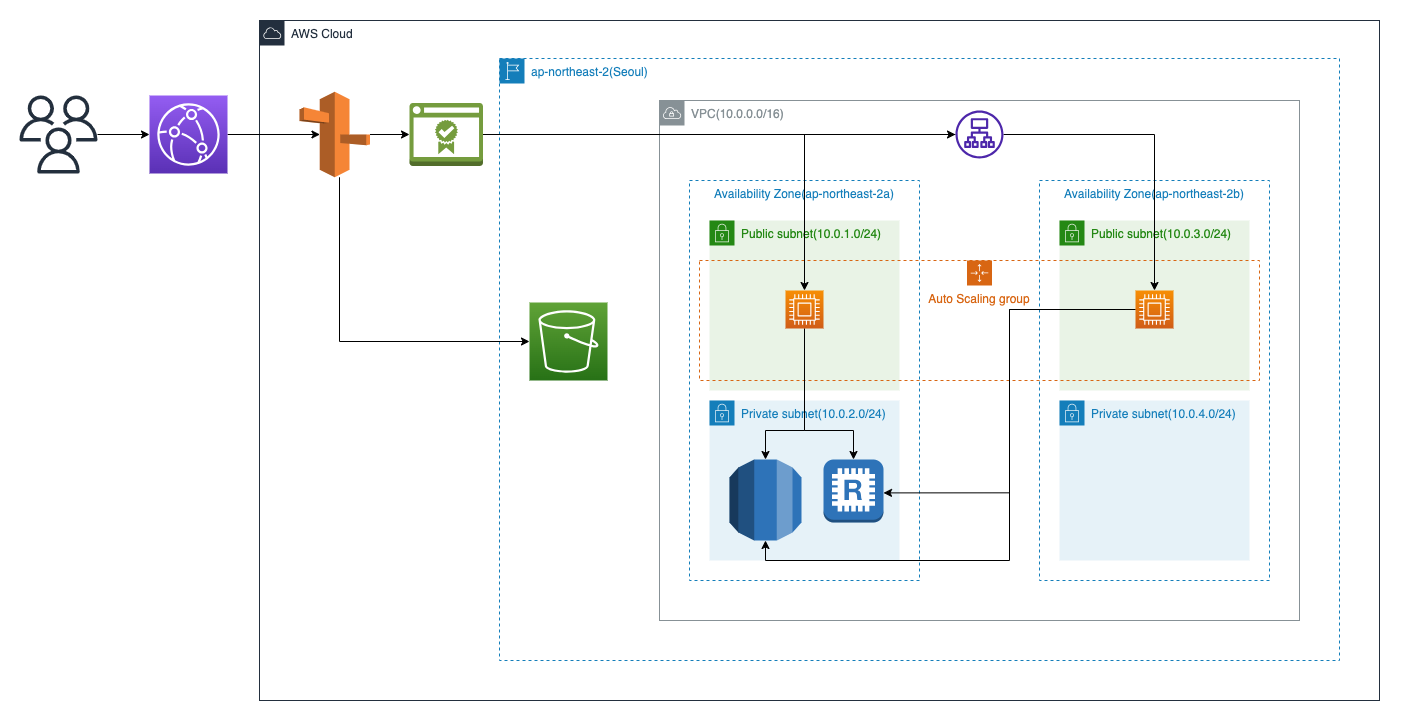 AWS Cloud
ap-northeast-2(Seoul)
VPC(10.0.0.0/16)
Availability Zone(ap-northeast-2a)
Availability Zone(ap-northeast-2b)
Public subnet(10.0.1.0/24)
Public subnet(10.0.3.0/24)
Auto Scaling group
Private subnet(10.0.2.0/24)
Private subnet(10.0.4.0/24)
R